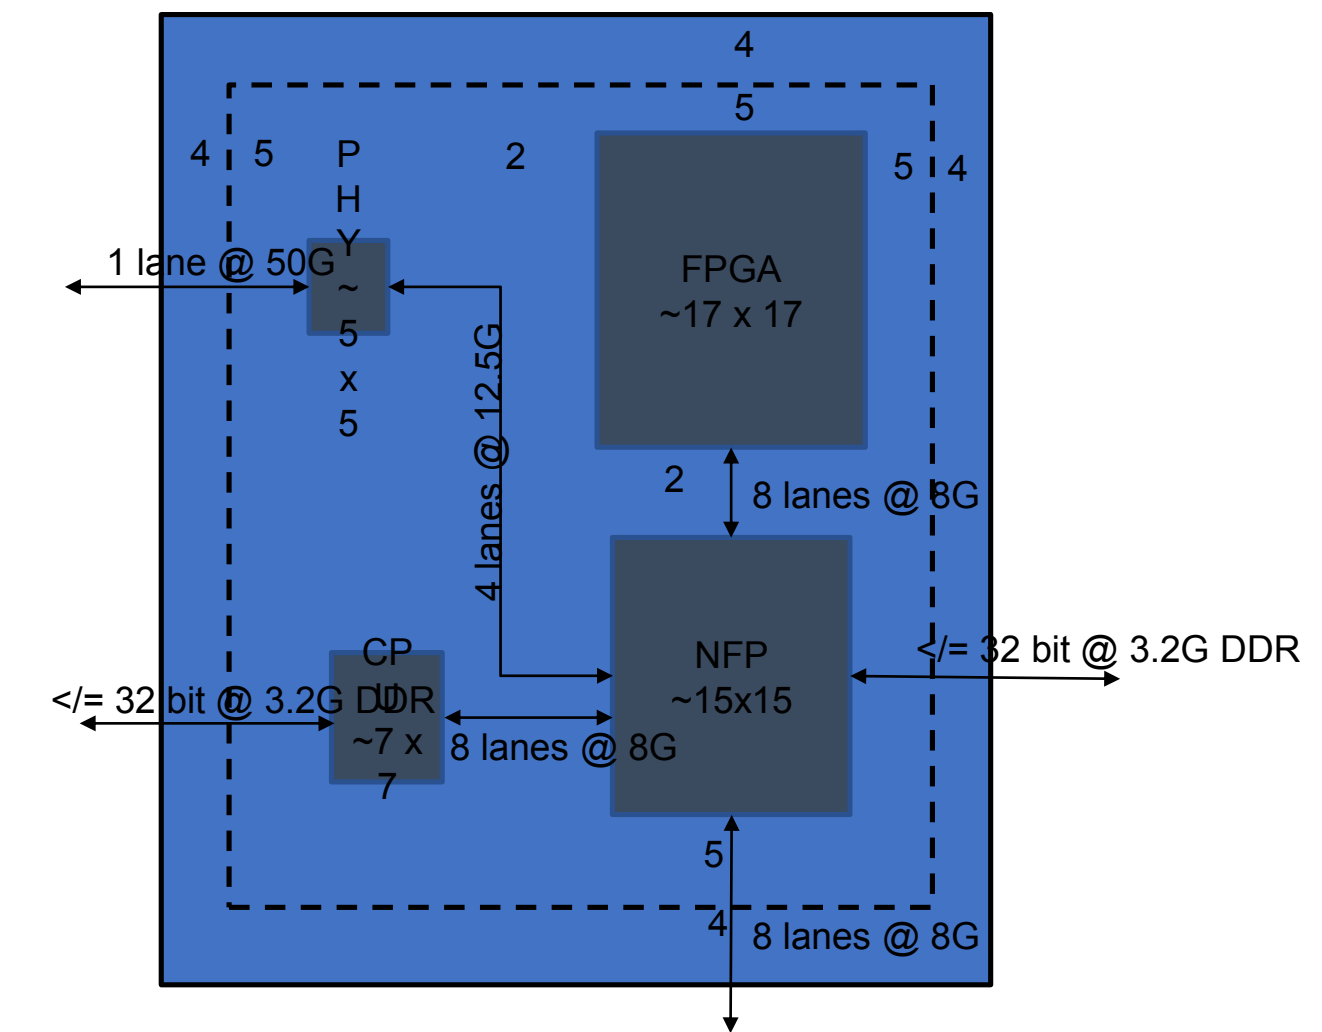 4
5
4
5
P
H
Y
~
5
x
5
2
5
4
1 lane @ 50G
FPGA
~17 x 17
4 lanes @ 12.5G
2
8 lanes @ 8G
CP
U
~7 x
7
NFP
~15x15
</= 32 bit @ 3.2G DDR
</= 32 bit @ 3.2G DDR
8 lanes @ 8G
5
4
8 lanes @ 8G